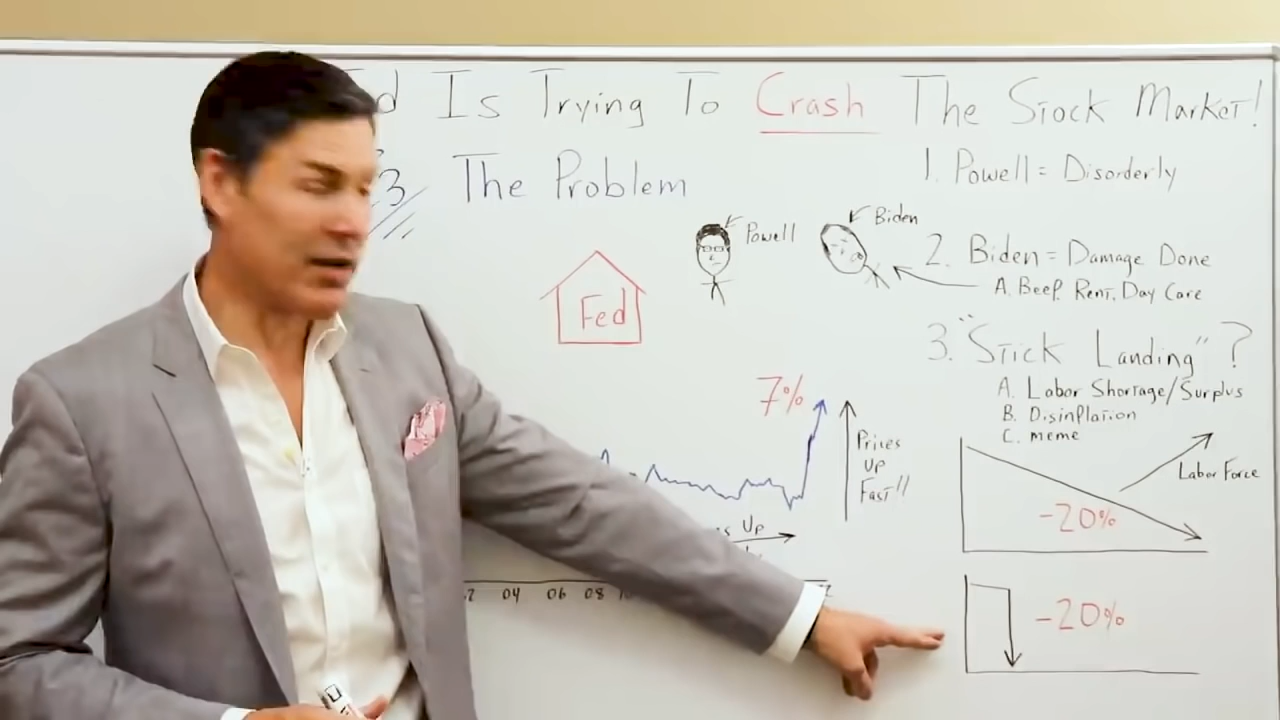 Is Trying To Crash The Stock Market!
The Problem
1. Powell = Disorderly
Powell
Biden
2. Biden = Damage Done
A. Beep. Rent. Day Care
Fed
3. "Stick Landing" ?
A. Labor Shortage/Surplus
B. Disinflation
C. meme
7%
Prices
Up
Fast!!
Labor Force
-20%
Up
04 06 08
-20%